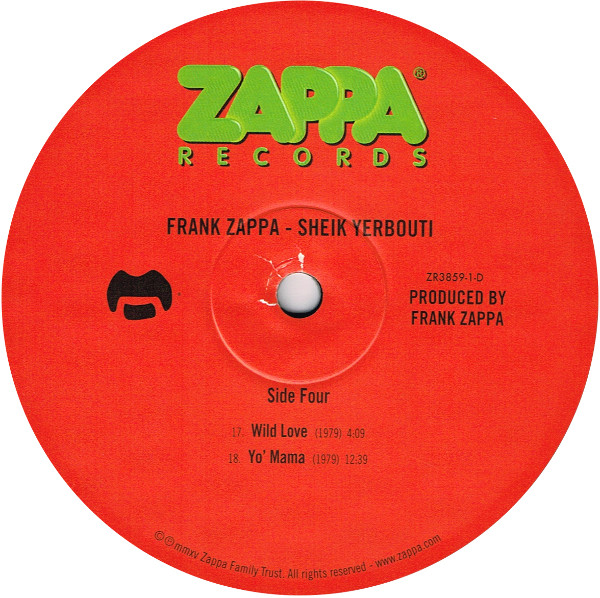 ZAPPA®
RECORDS
FRANK ZAPPA - SHEIK YERBOUTI
ZR3859-1-D
PRODUCED BY
FRANK ZAPPA
Side Four
17. Wild Love (1979) 4:09
18. Yo' Mama (1979) 12:39
©℗ mmxv Zappa Family Trust. All rights reserved - www.zappa.com